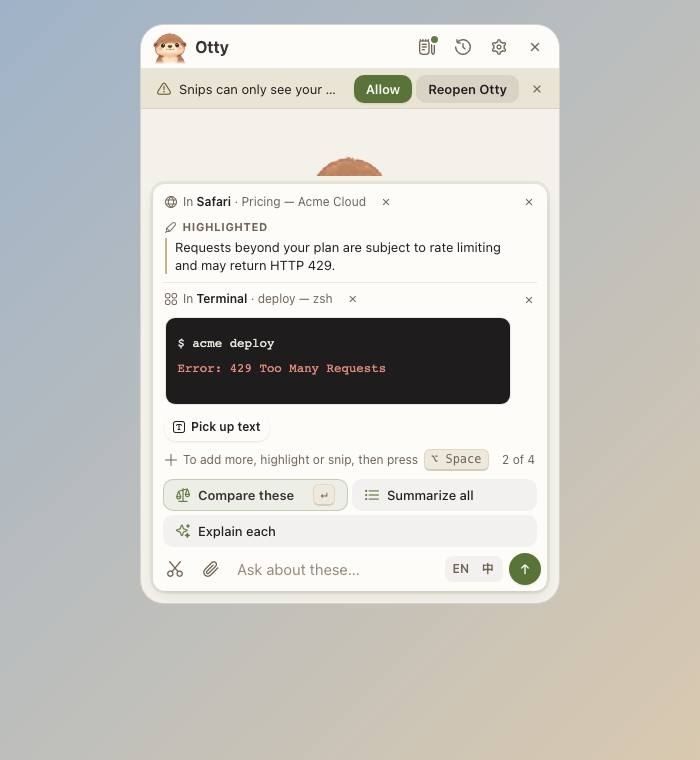 Otty
Snips can only see your ...
Allow
Reopen Otty
In Safari · Pricing — Acme Cloud
HIGHLIGHTED
Requests beyond your plan are subject to rate limiting
and may return HTTP 429.
In Terminal · deploy — zsh
$ acme deploy
Error: 429 Too Many Requests
Pick up text
To add more, highlight or snip, then press ⌥ Space 2 of 4
Compare these ↵
Summarize all
Explain each
Ask about these...
EN 中